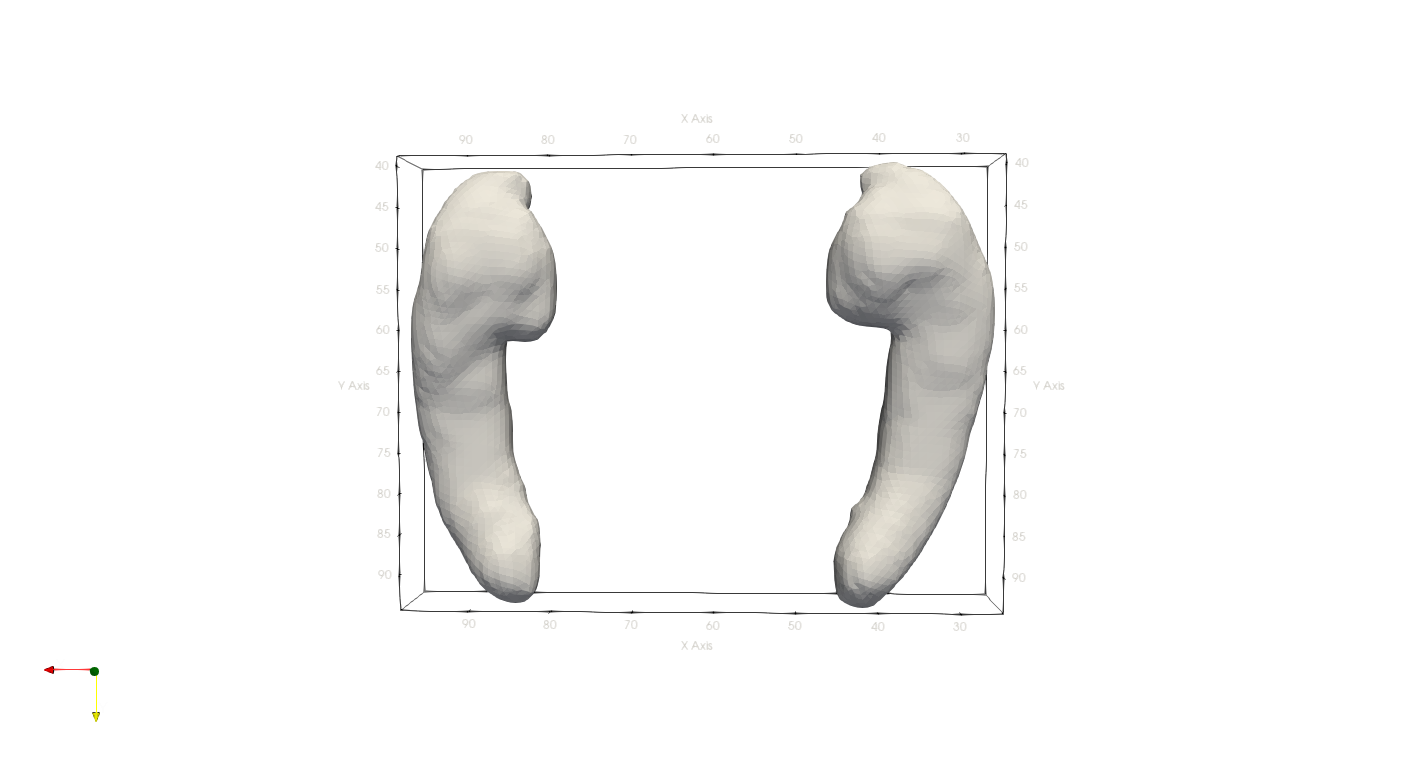 X Axis
90 80 70 60 50 40 30
40 40
45 45
50 50
55 55
60 60
65 65
Y Axis Y Axis
70 70
75 75
80 80
85 85
90 90
90 80 70 60 50 40 30
X Axis